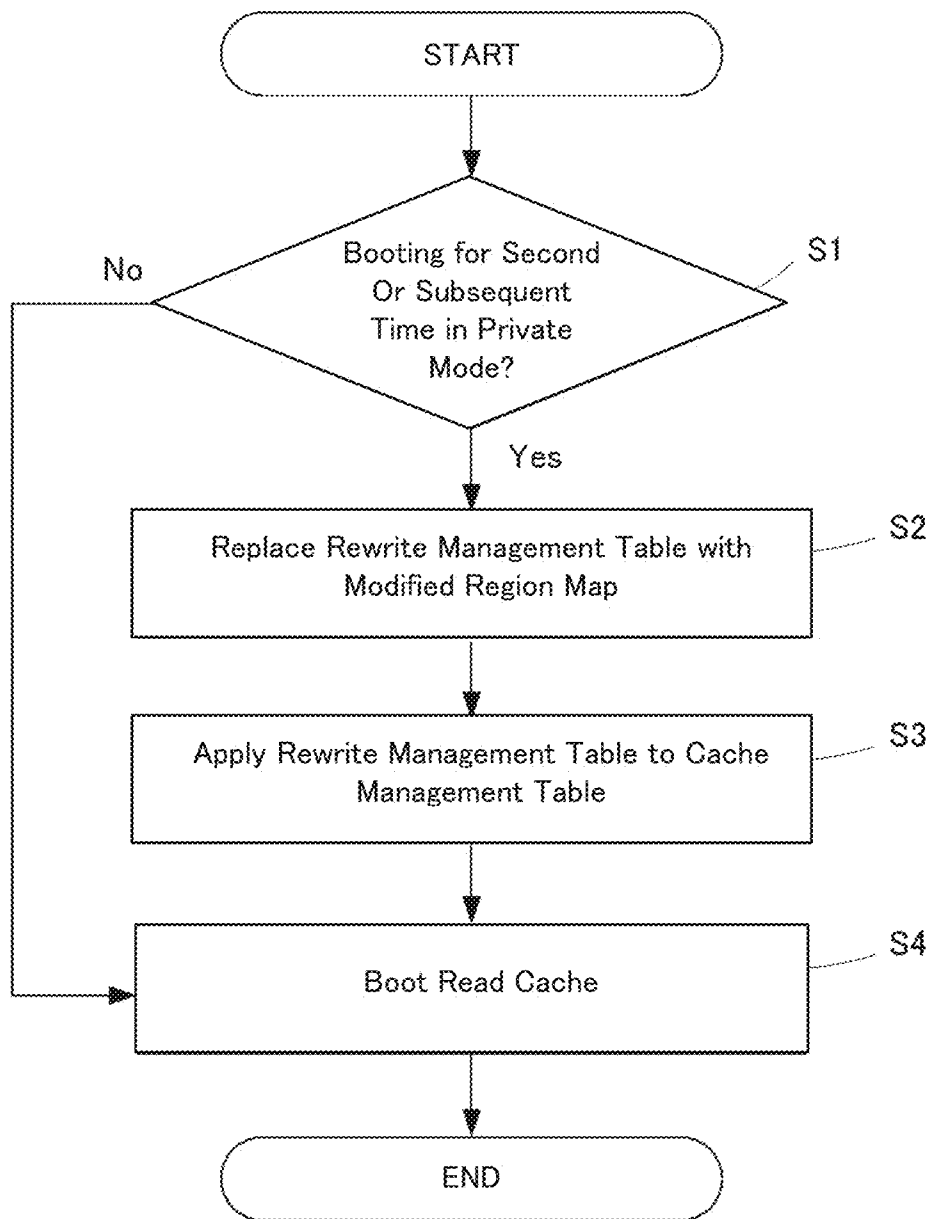 START
Booting for Second
Or Subsequent
Time in Private
Mode?
S1
No
Yes
Replace Rewrite Management Table with
Modified Region Map
S2
Apply Rewrite Management Table to Cache
Management Table
S3
Boot Read Cache
S4
END